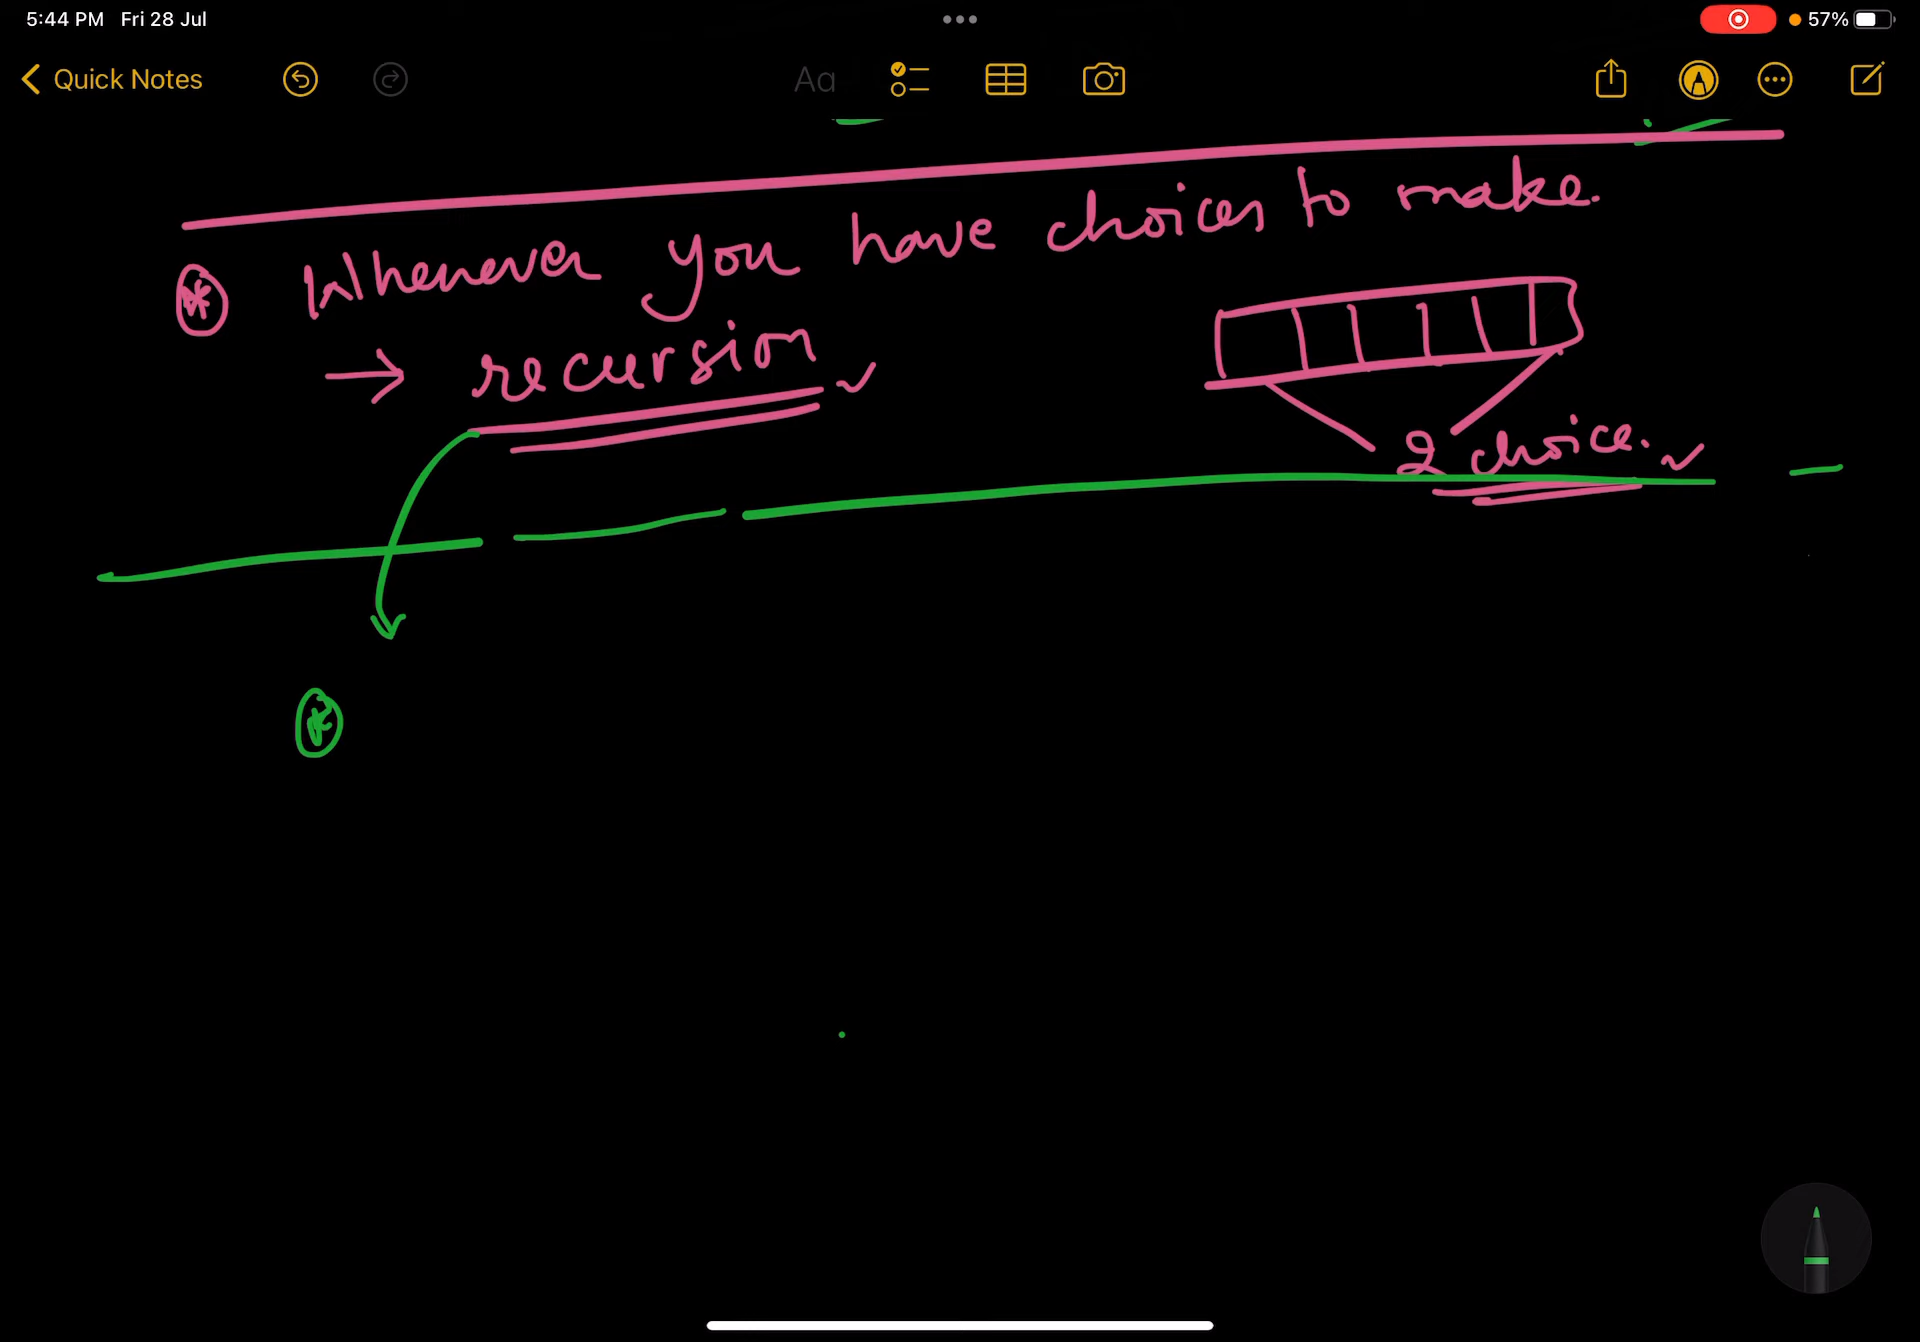 5:44 PM Fri 28 Jul
57%
Quick Notes
Aa
Whenever you have choices to make.
→ recursion
2 choice.